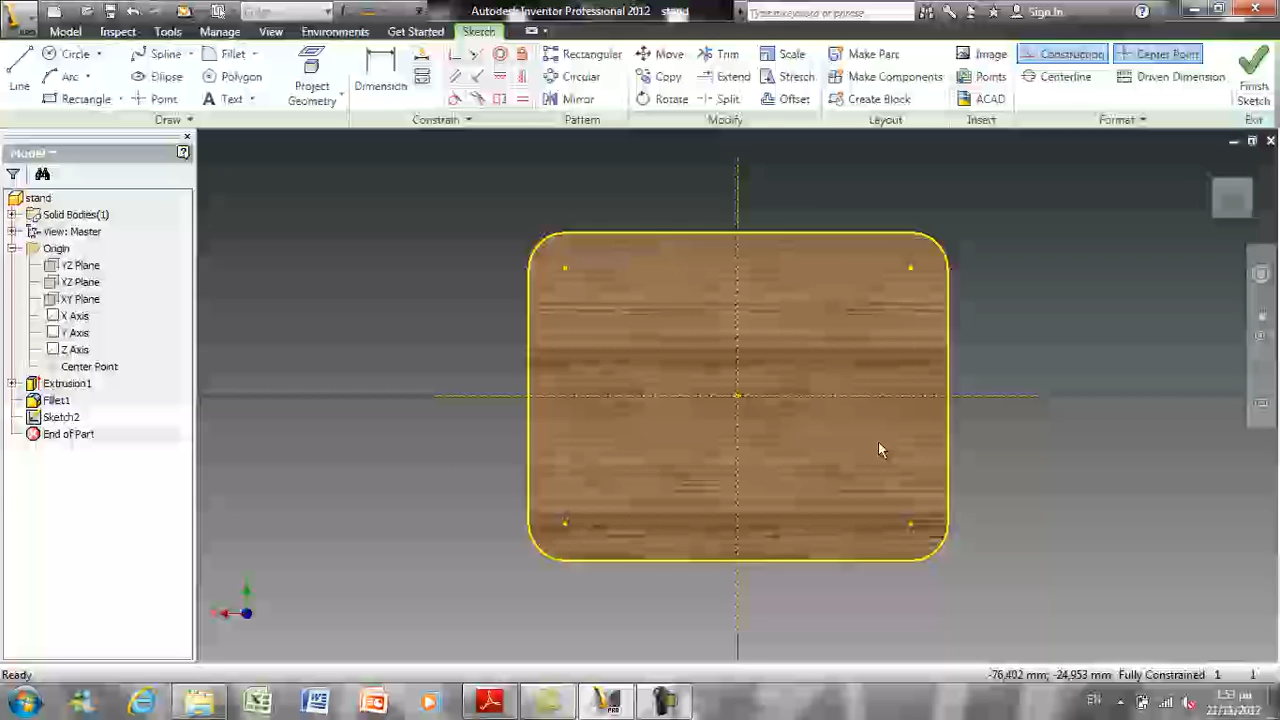 Autodesk Inventor Professional 2012 stand
Type a keyword or phrase
Sign In
Model Inspect Tools Manage View Environments Get Started Sketch
Line
Circle
Arc
Rectangle
Spline
Ellipse
Point
Fillet
Polygon
Text
Project Geometry
Dimension
Rectangular
Circular
Mirror
Move
Copy
Rotate
Trim
Extend
Split
Scale
Stretch
Offset
Make Part
Make Components
Create Block
Image
Points
ACAD
Construction
Centerline
Center Point
Driven Dimension
Finish Sketch
Draw Constrain Pattern Modify Layout Insert Format Exit
Model
stand
Solid Bodies(1)
View: Master
Origin
YZ Plane
XZ Plane
XY Plane
X Axis
Y Axis
Z Axis
Center Point
Extrusion1
Fillet1
Sketch2
End of Part
Ready
-76,492 mm; -24,953 mm Fully Constrained 1 1
EN
1:53 μμ